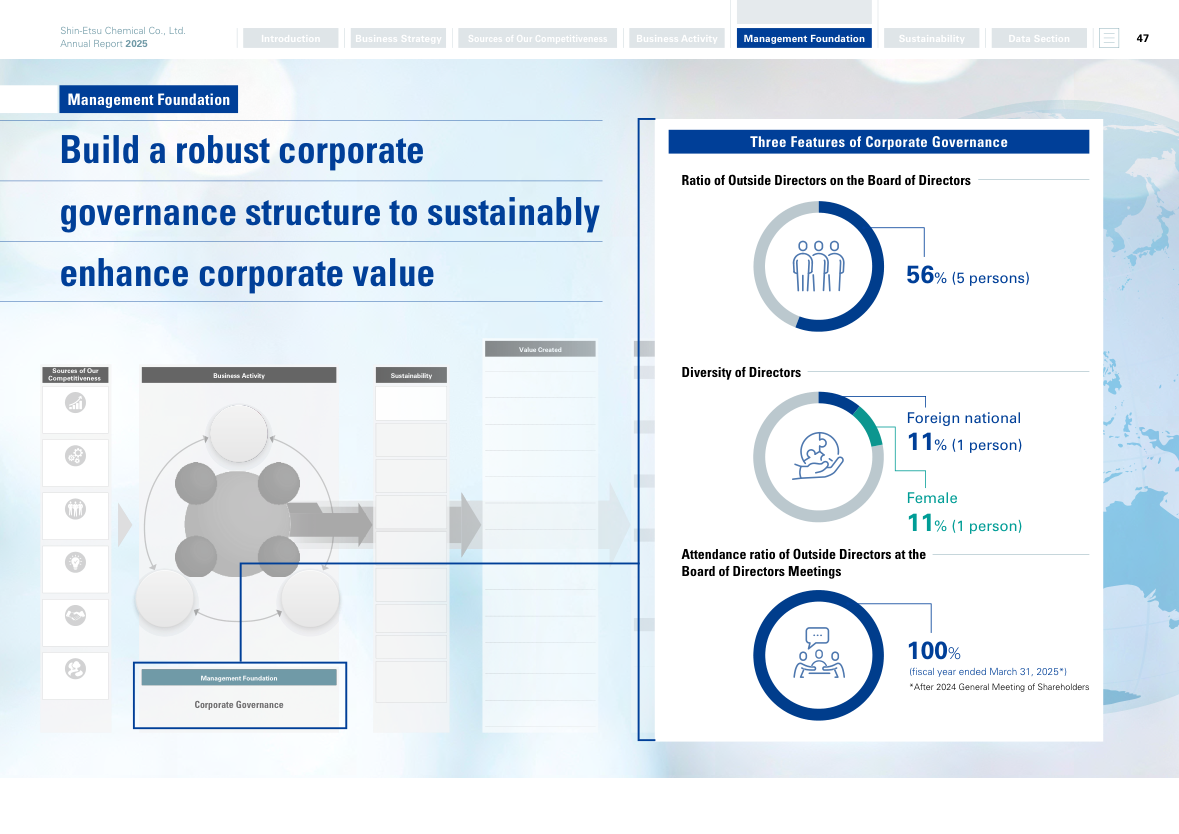 Shin-Etsu Chemical Co., Ltd.
Annual Report 2025
Introduction
Business Strategy
Sources of Our Competitiveness
Business Activity
Management Foundation
Sustainability
Data Section
47
Management Foundation
Build a robust corporate
governance structure to sustainably
enhance corporate value
Sources of Our
Competitiveness
Business Activity
Sustainability
Value Created
Management Foundation
Corporate Governance
Three Features of Corporate Governance
Ratio of Outside Directors on the Board of Directors
56% (5 persons)
Diversity of Directors
Foreign national
11% (1 person)
Female
11% (1 person)
Attendance ratio of Outside Directors at the
Board of Directors Meetings
100%
(fiscal year ended March 31, 2025*)
*After 2024 General Meeting of Shareholders